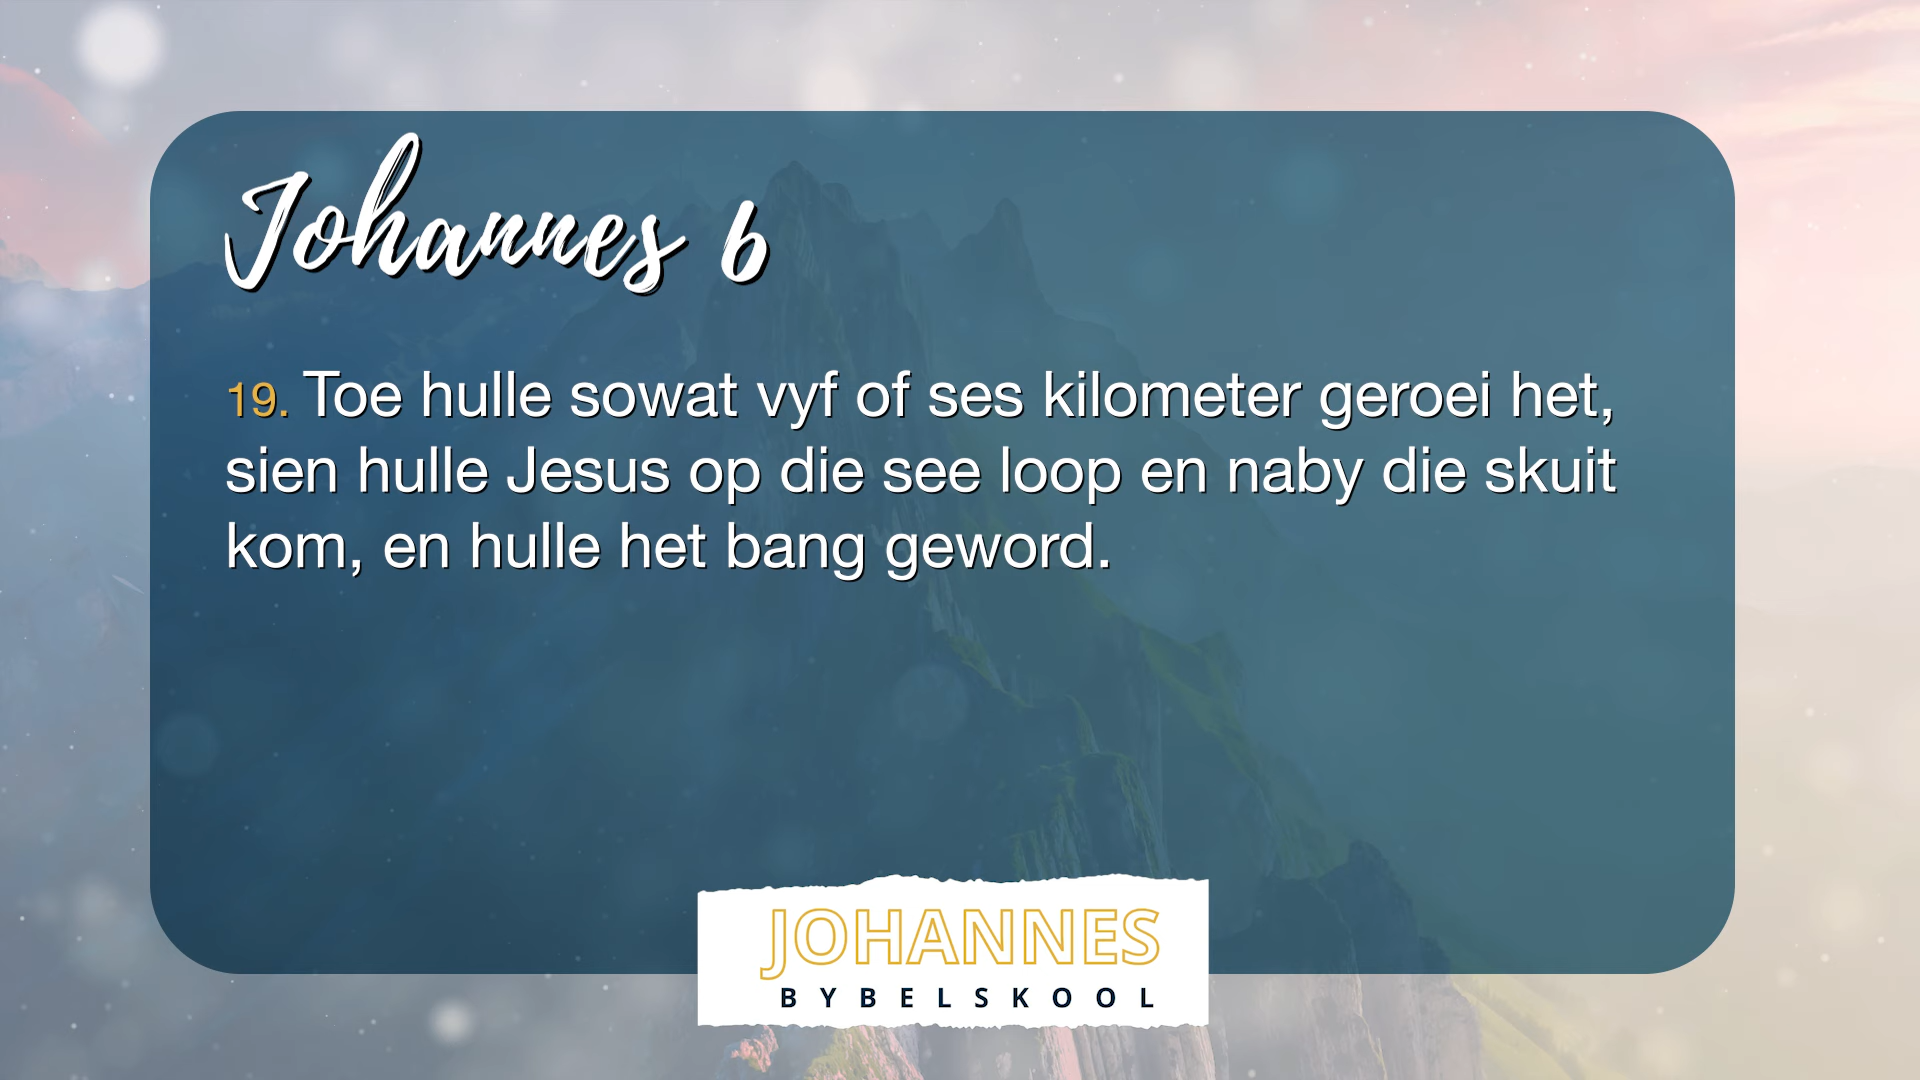 Johannes 6
19. Toe hulle sowat vyf of ses kilometer geroei het,
sien hulle Jesus op die see loop en naby die skuit
kom, en hulle het bang geword.
JOHANNES
BYBELSKOOL